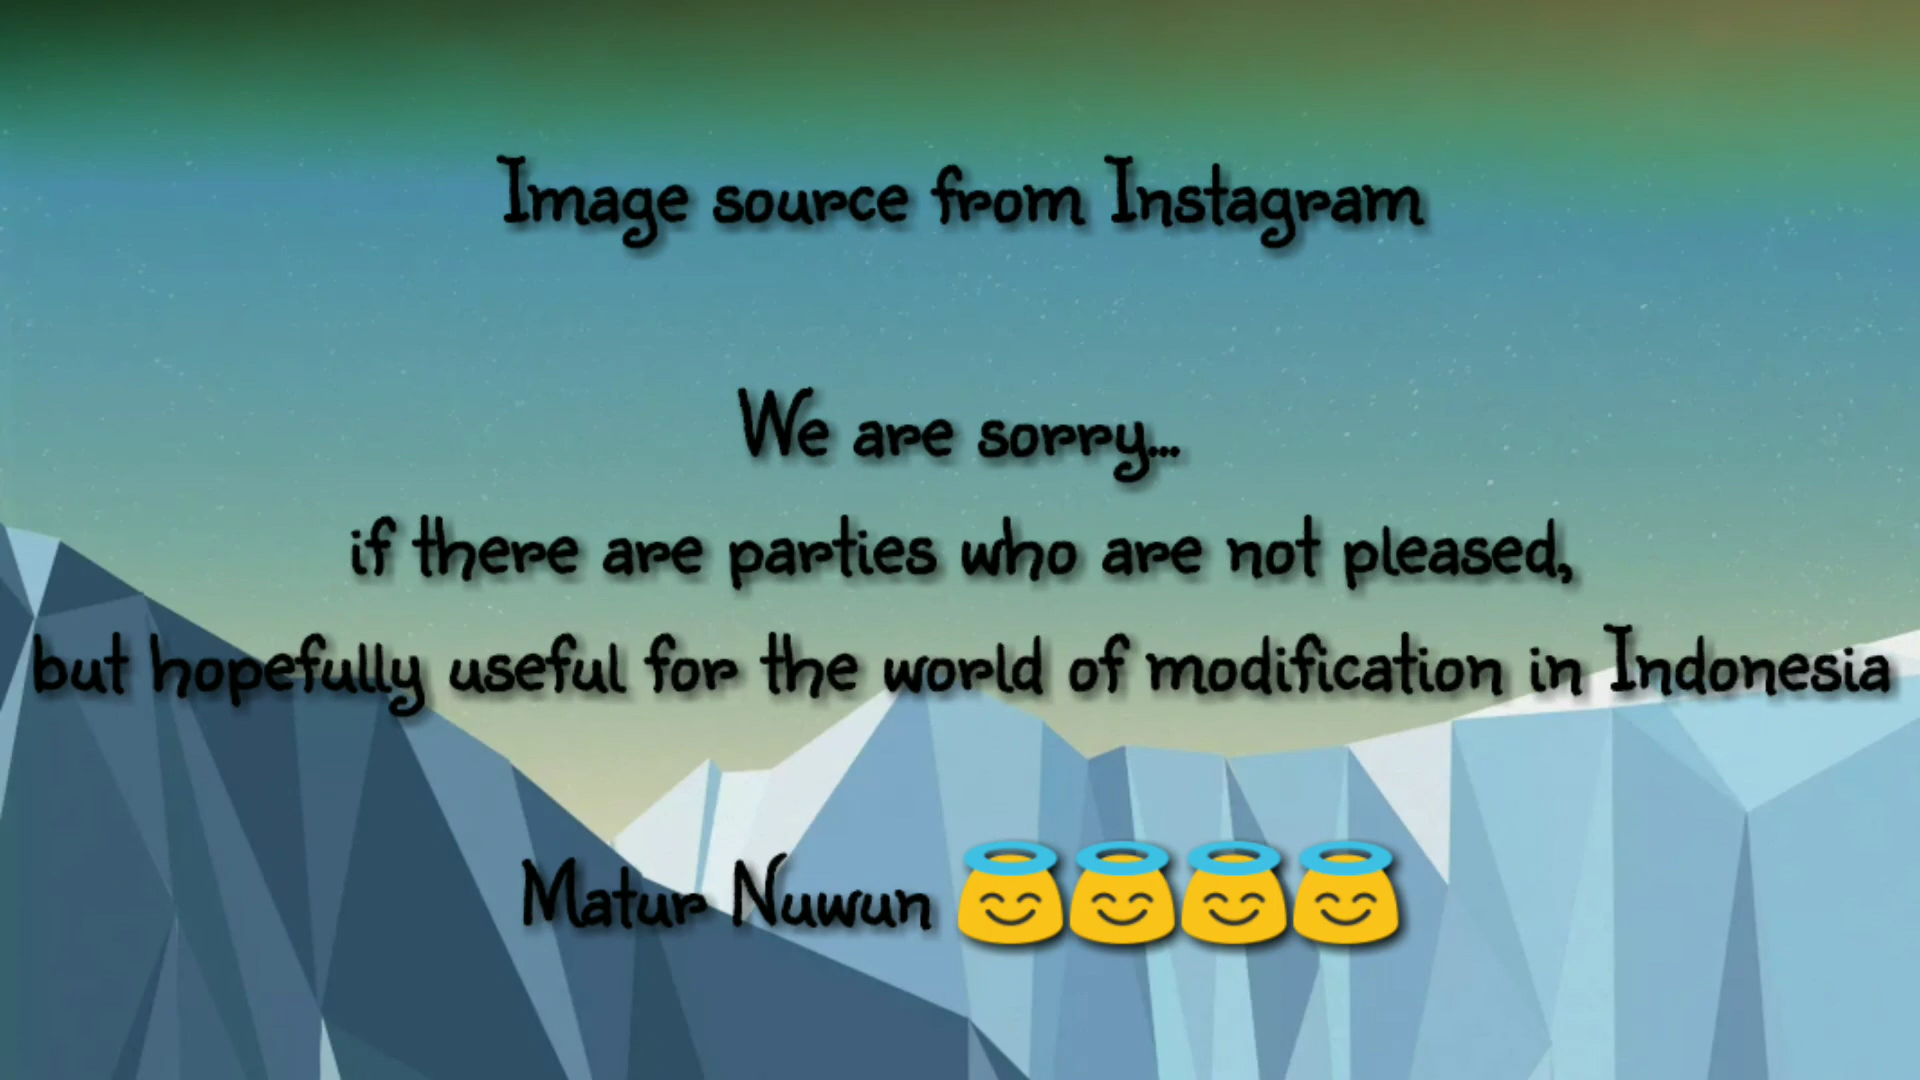 Image source from Instagram
We are sorry...
if there are parties who are not pleased,
but hopefully useful for the world of modification in Indonesia
Matur Nuwun 😇😇😇😇